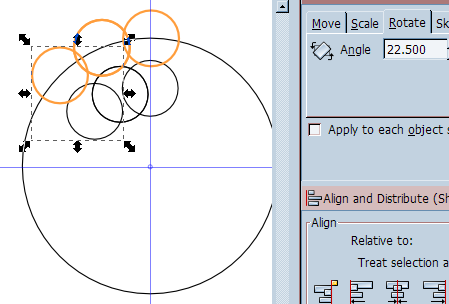 Move Scale Rotate Sk
Angle 22.500
Apply to each object s
Align and Distribute (Sh
Align
Relative to:
Treat selection a